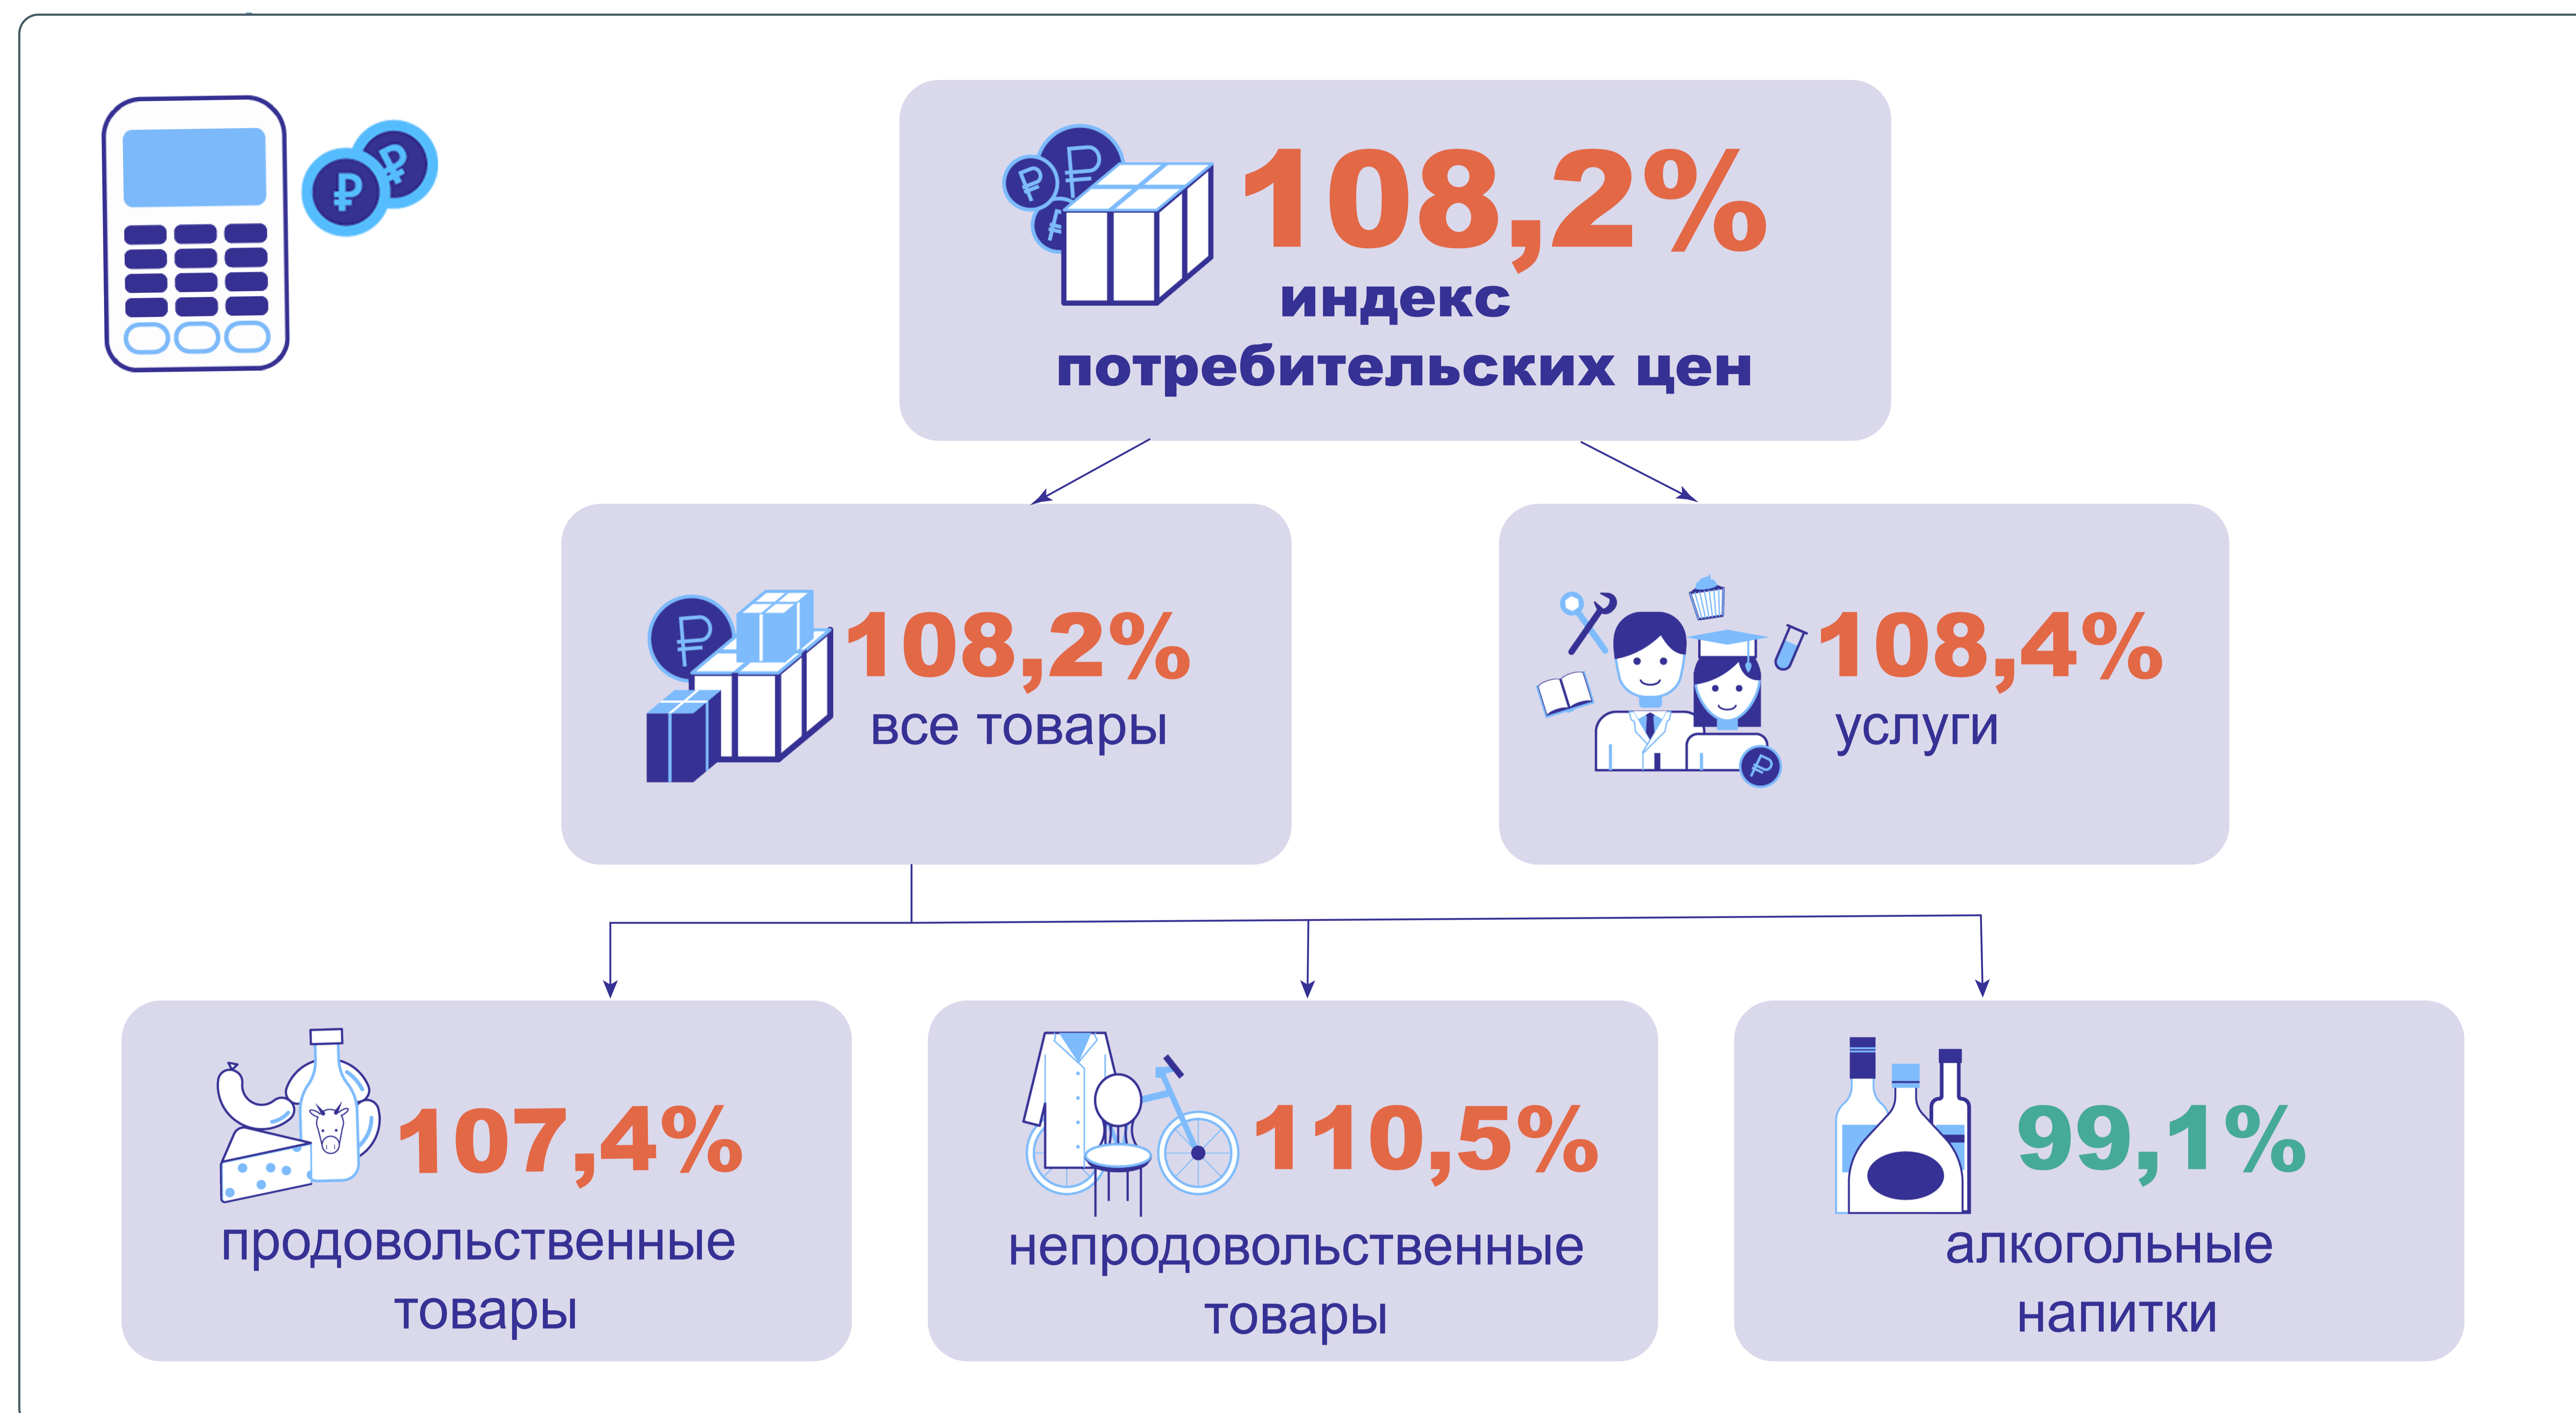 108,2%
индекс
потребительских цен
108,2%
все товары
108,4%
услуги
107,4%
продовольственные
товары
110,5%
непродовольственные
товары
99,1%
алкогольные
напитки